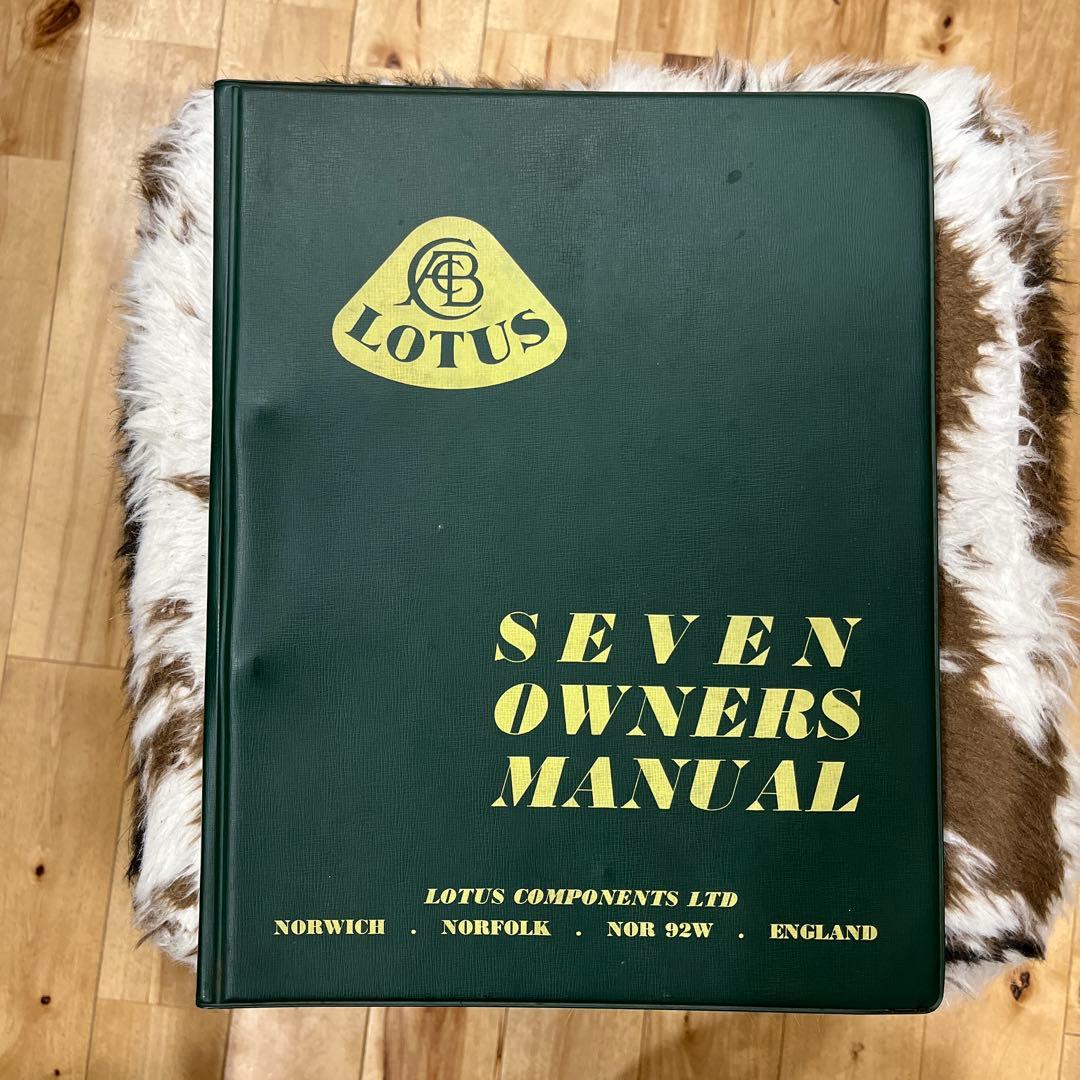 ACBC
LOTUS
SEVEN
OWNERS
MANUAL
LOTUS COMPONENTS LTD
NORWICH . NORFOLK . NOR 92W . ENGLAND